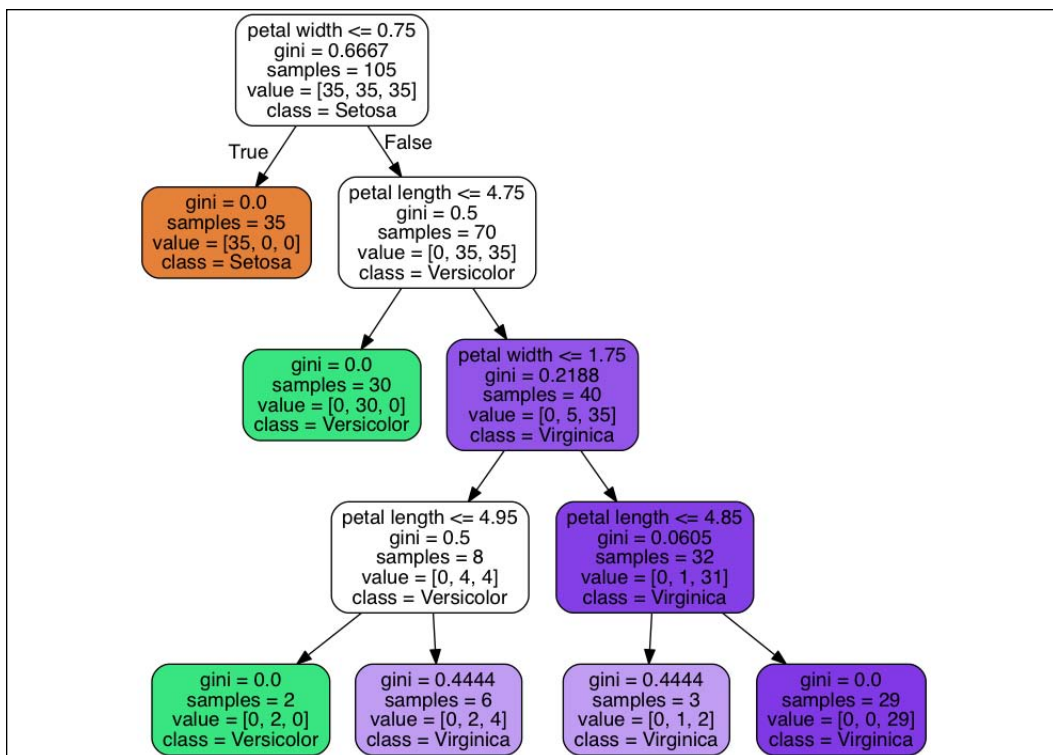 petal width <= 0.75
gini = 0.6667
samples = 105
value = [35, 35, 35]
class = Setosa
True
False
gini = 0.0
samples = 35
value = [35, 0, 0]
class = Setosa
petal length <= 4.75
gini = 0.5
samples = 70
value = [0, 35, 35]
class = Versicolor
gini = 0.0
samples = 30
value = [0, 30, 0]
class = Versicolor
petal width <= 1.75
gini = 0.2188
samples = 40
value = [0, 5, 35]
class = Virginica
petal length <= 4.95
gini = 0.5
samples = 8
value = [0, 4, 4]
class = Versicolor
petal length <= 4.85
gini = 0.0605
samples = 32
value = [0, 1, 31]
class = Virginica
gini = 0.0
samples = 2
value = [0, 2, 0]
class = Versicolor
gini = 0.4444
samples = 6
value = [0, 2, 4]
class = Virginica
gini = 0.4444
samples = 3
value = [0, 1, 2]
class = Virginica
gini = 0.0
samples = 29
value = [0, 0, 29]
class = Virginica